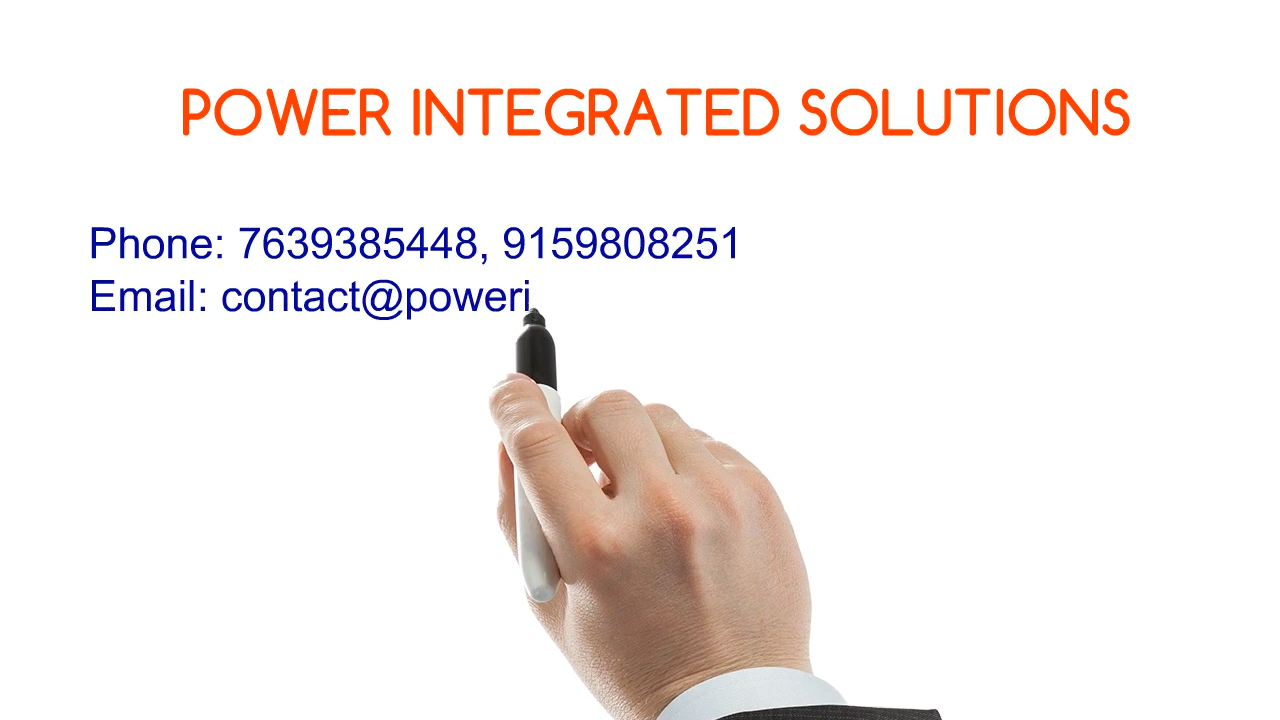 POWER INTEGRATED SOLUTIONS
Phone: 7639385448, 9159808251
Email: contact@poweri